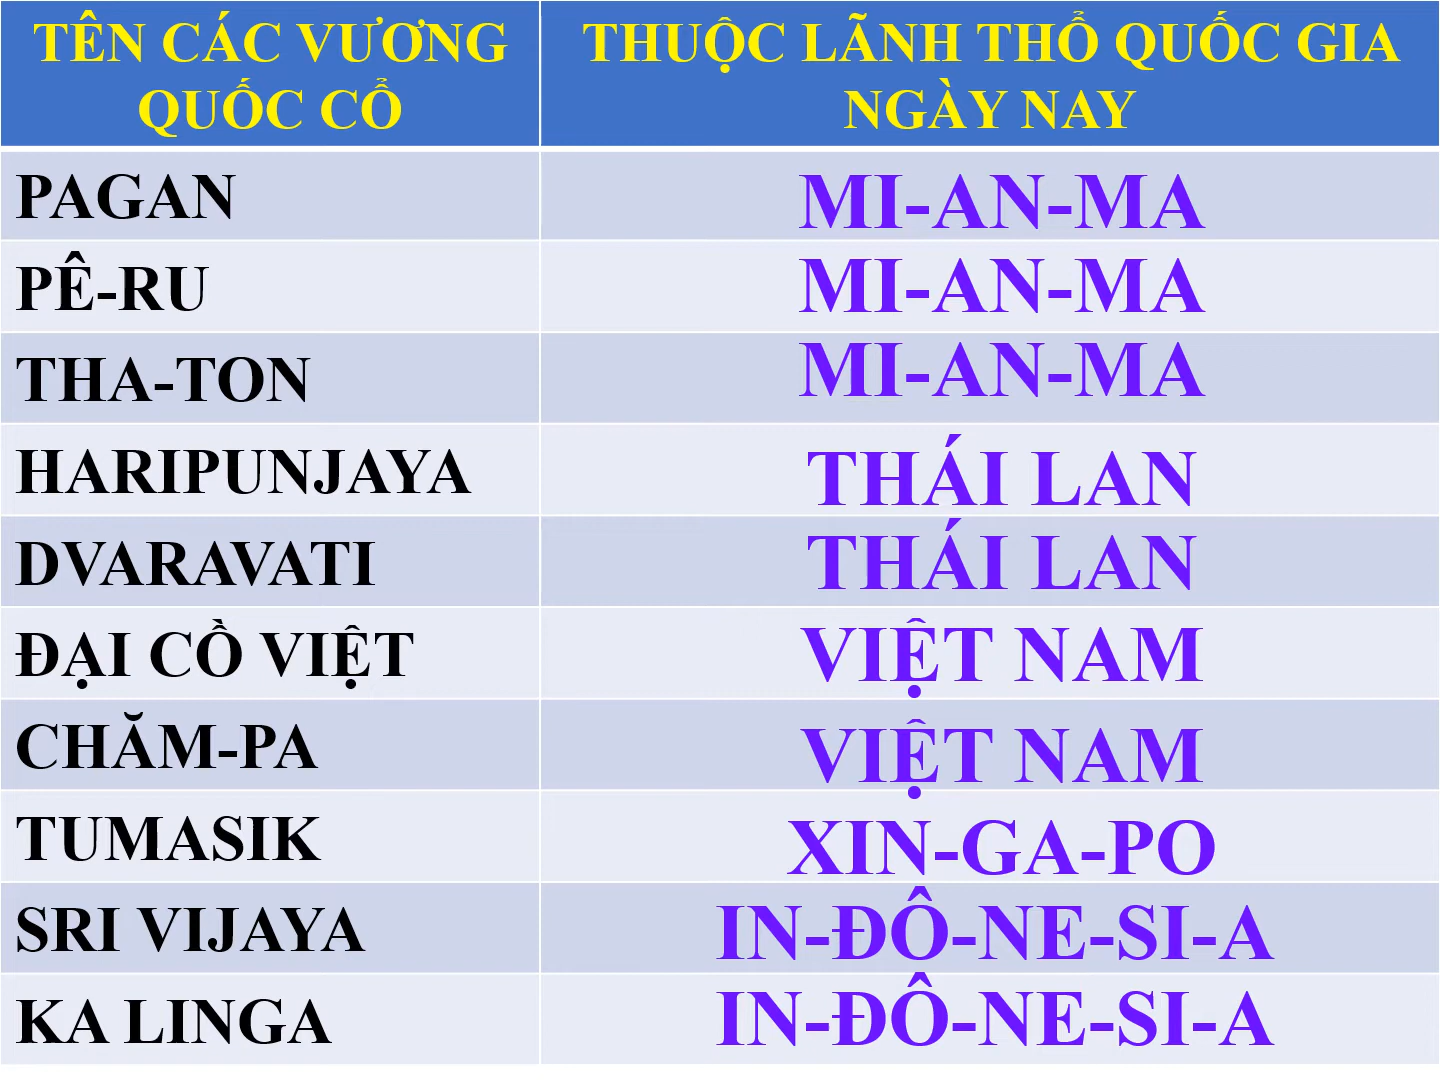 TÊN CÁC VƯƠNG
QUỐC CỔ
THUỘC LÃNH THỔ QUỐC GIA
NGÀY NAY
PAGAN
MI-AN-MA
PÊ-RU
MI-AN-MA
THA-TON
MI-AN-MA
HARIPUNJAYA
THÁI LAN
DVARAVATI
THÁI LAN
ĐẠI CỒ VIỆT
VIỆT NAM
CHĂM-PA
VIỆT NAM
TUMASIK
XIN-GA-PO
SRI VIJAYA
IN-ĐÔ-NE-SI-A
KA LINGA
IN-ĐÔ-NE-SI-A